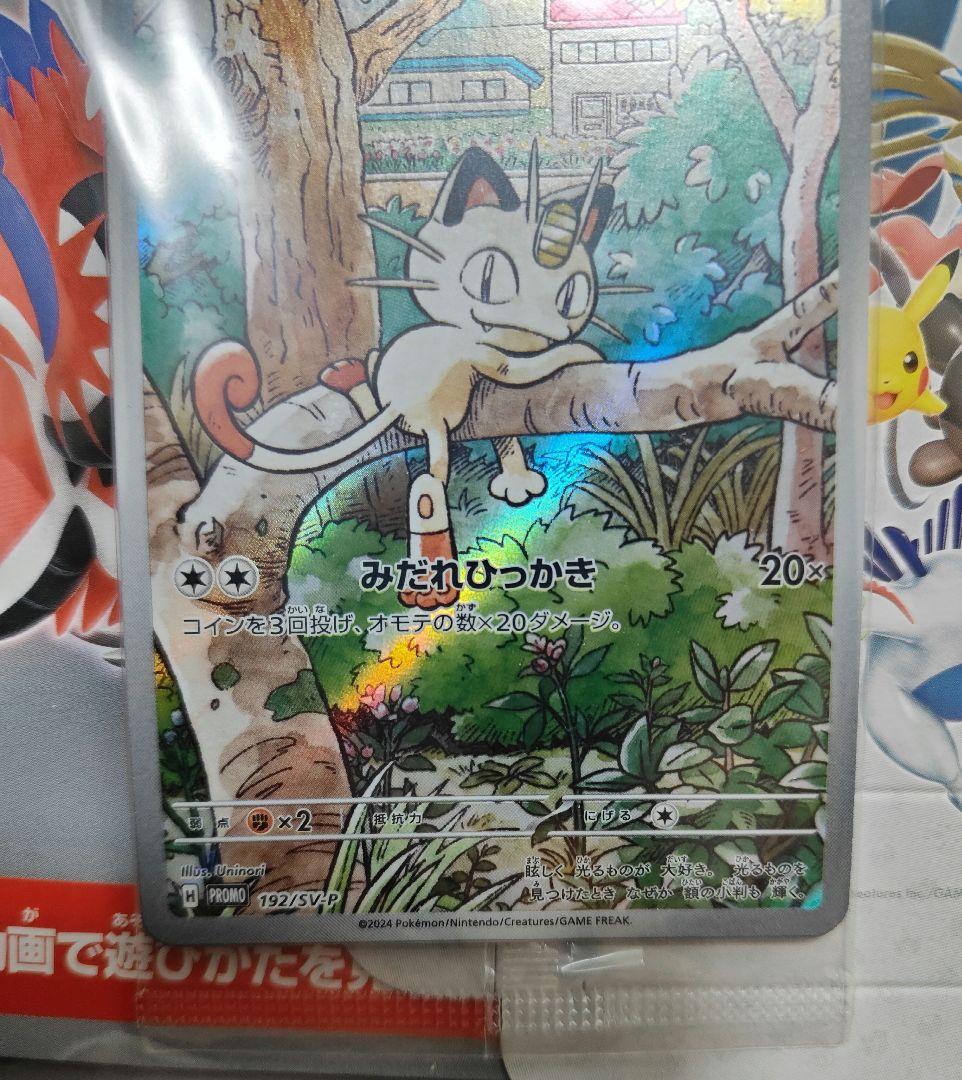 みだれひっかき 20×
コインを3回投げ、オモテの数×20ダメージ。
弱点 ×2 抵抗力 にげる
Illus. Uninori
眩しく 光るものが 大好き。 光るものを
見つけたとき なぜか 額の小判も 輝く。
H PROMO 192/SV-P
©2024 Pokémon/Nintendo/Creatures/GAME FREAK.
画で遊びかたを